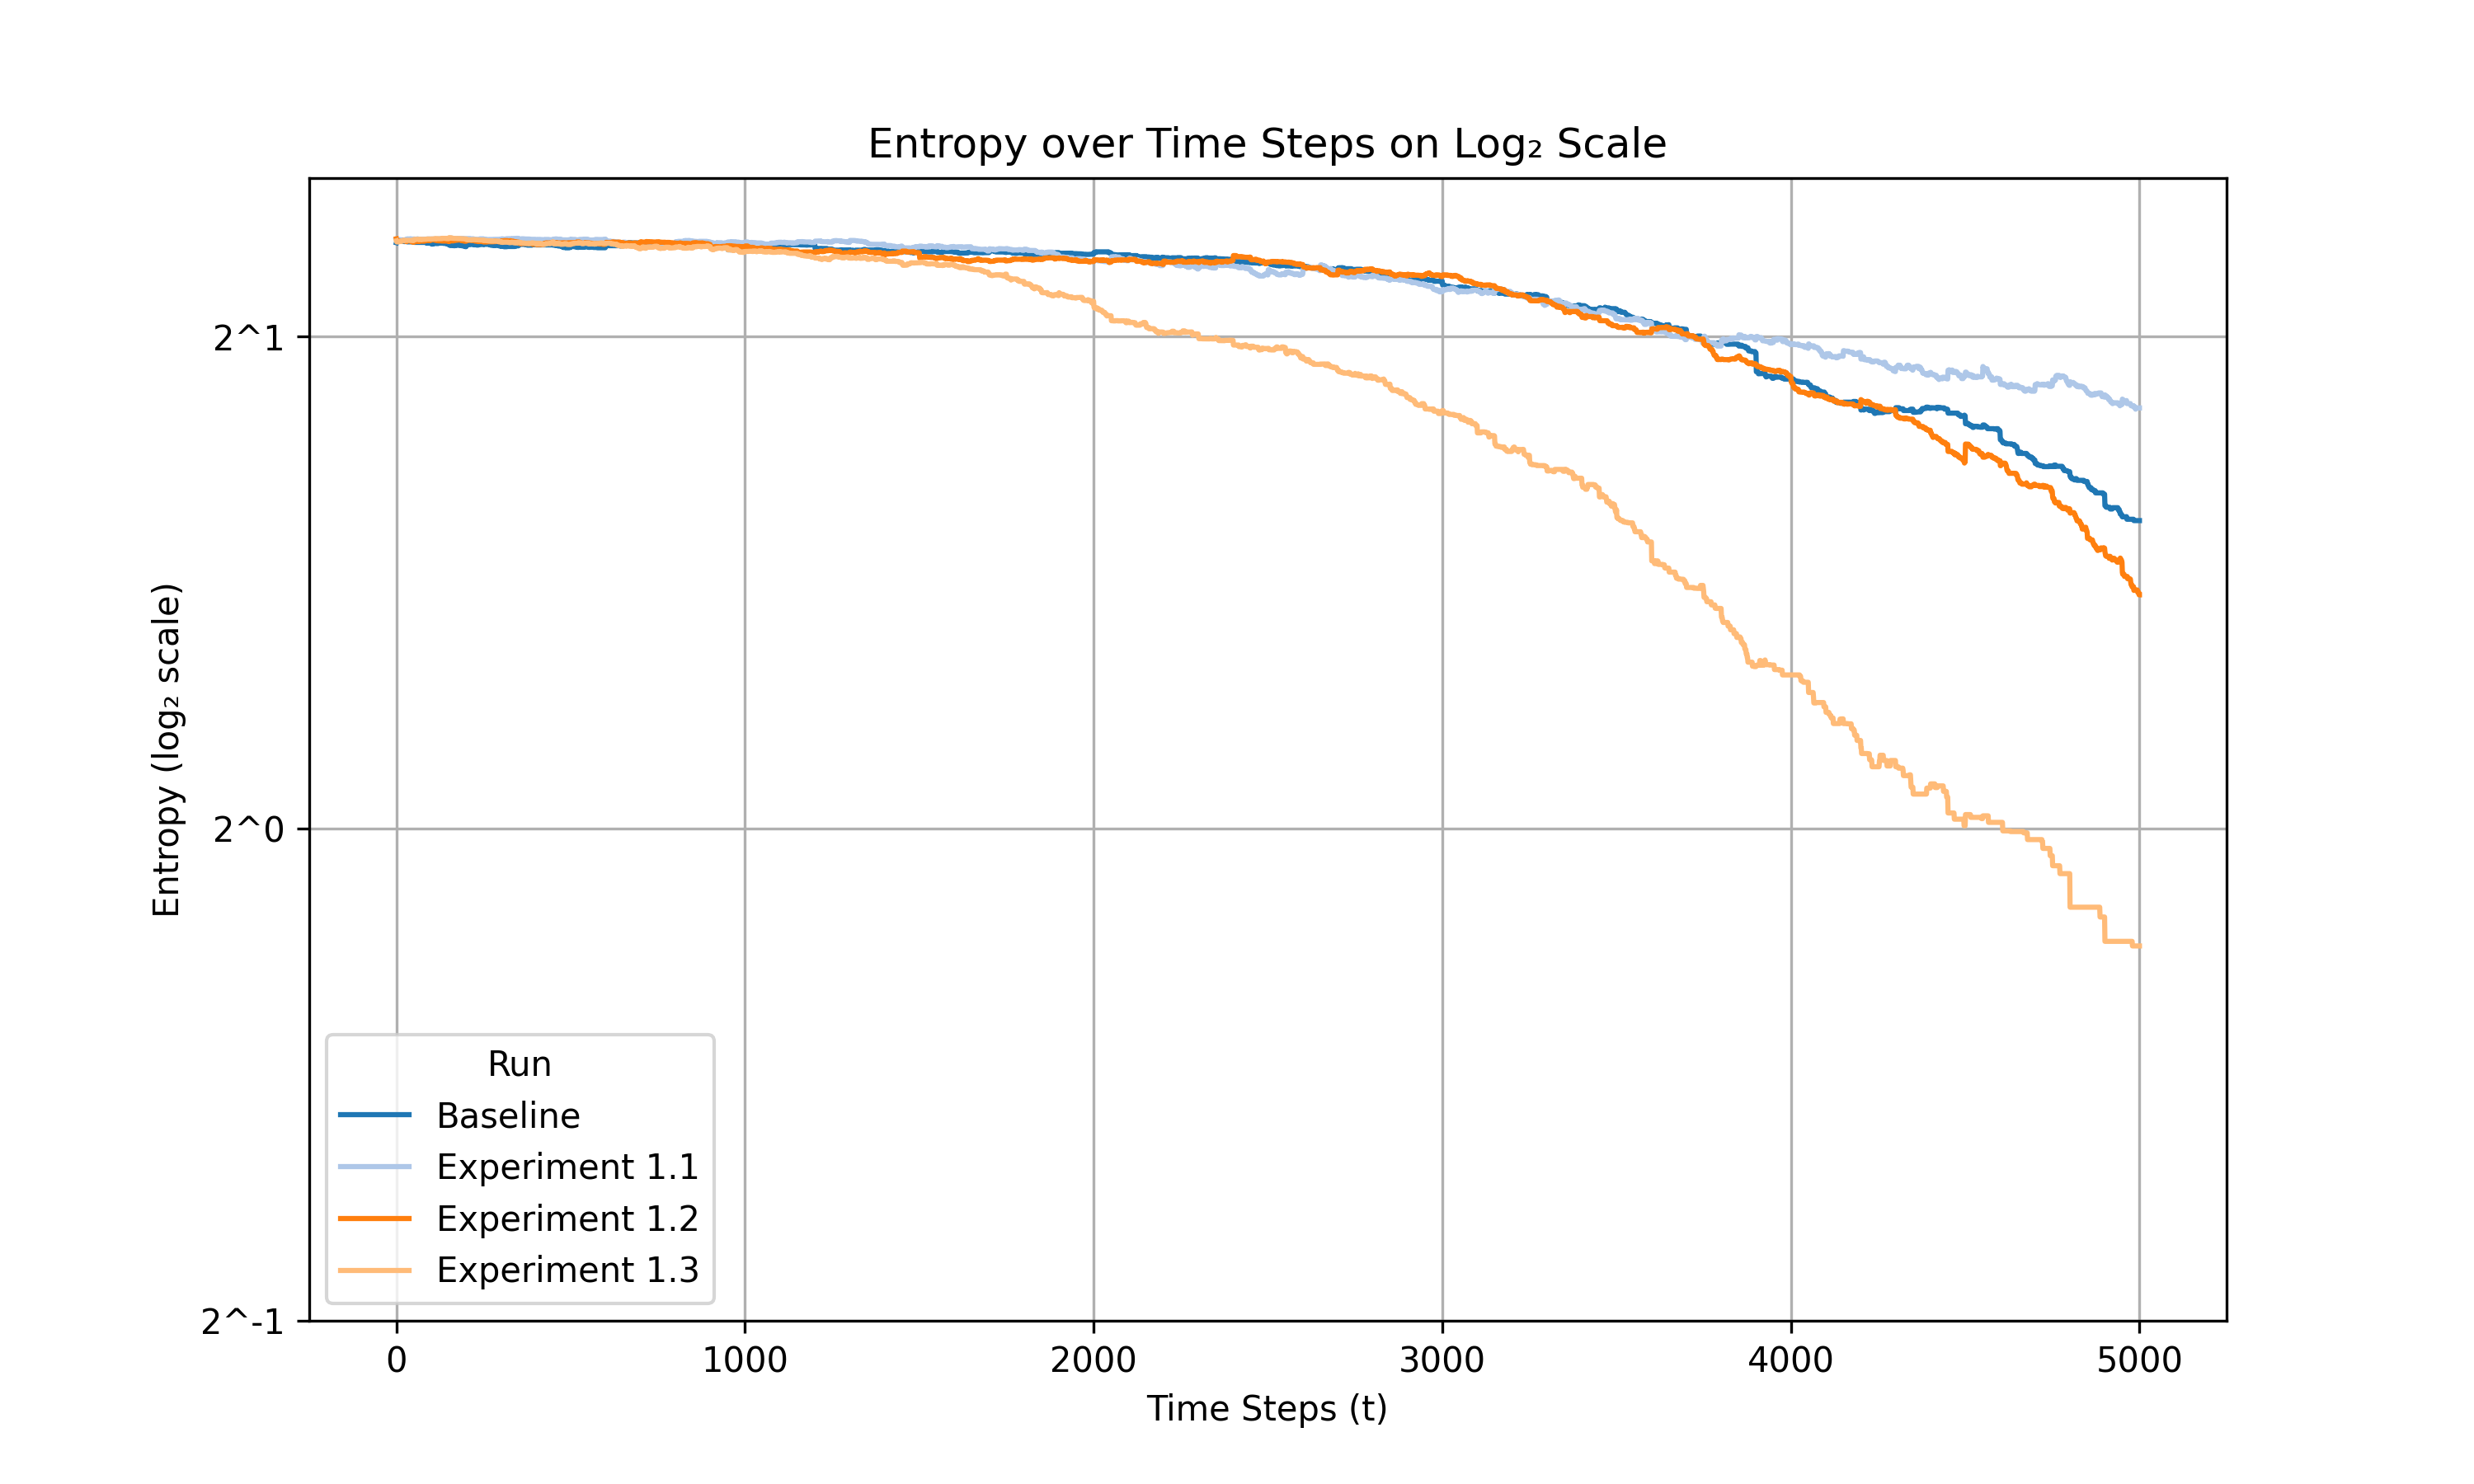 Entropy over Time Steps on Log₂ Scale
Entropy (log₂ scale)
2^1
2^0
2^-1
Run
Baseline
Experiment 1.1
Experiment 1.2
Experiment 1.3
0 1000 2000 3000 4000 5000
Time Steps (t)